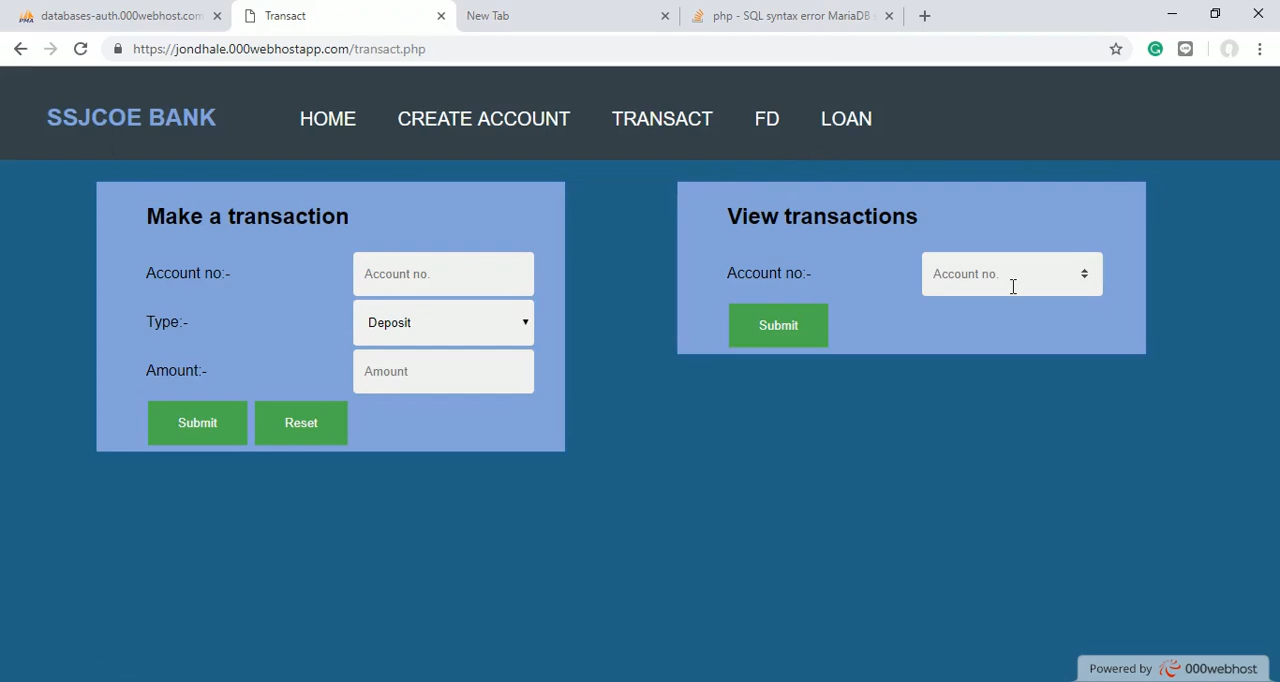 databases-auth.000webhost.com
Transact
New Tab
php - SQL syntax error MariaDB
https://jondhale.000webhostapp.com/transact.php
SSJCOE BANK
HOME
CREATE ACCOUNT
TRANSACT
FD
LOAN
Make a transaction
Account no:-
Account no.
Type:-
Deposit
Amount:-
Amount
Submit
Reset
View transactions
Account no:-
Account no.
Submit
Powered by 000webhost